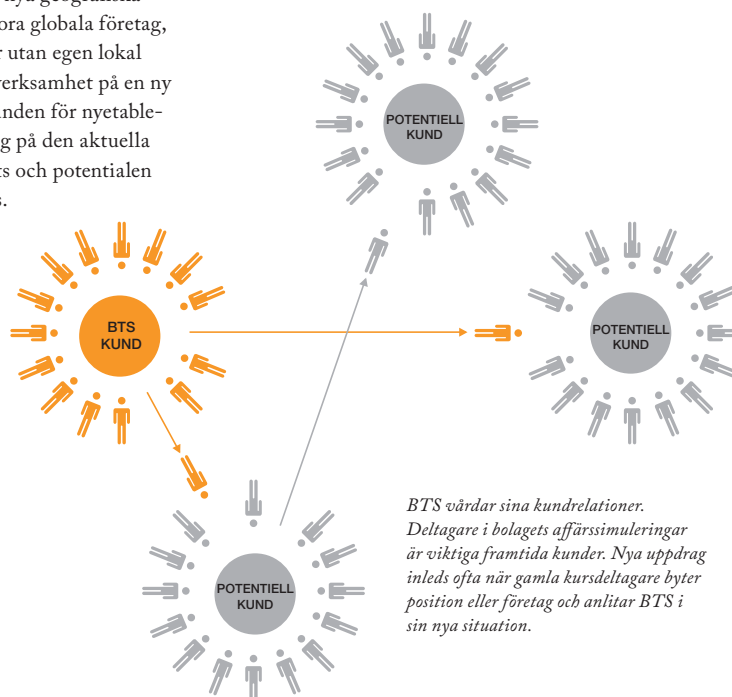 nya geografiska
ora globala företag,
utan egen lokal
verksamhet på en ny
nden för nyetable-
g på den aktuella
ts och potentialen
POTENTIELL
KUND
BTS
KUND
POTENTIELL
KUND
POTENTIELL
KUND
BTS vårdar sina kundrelationer.
Deltagare i bolagets affärssimuleringar
är viktiga framtida kunder. Nya uppdrag
inleds ofta när gamla kursdeltagare byter
position eller företag och anlitar BTS i
sin nya situation.